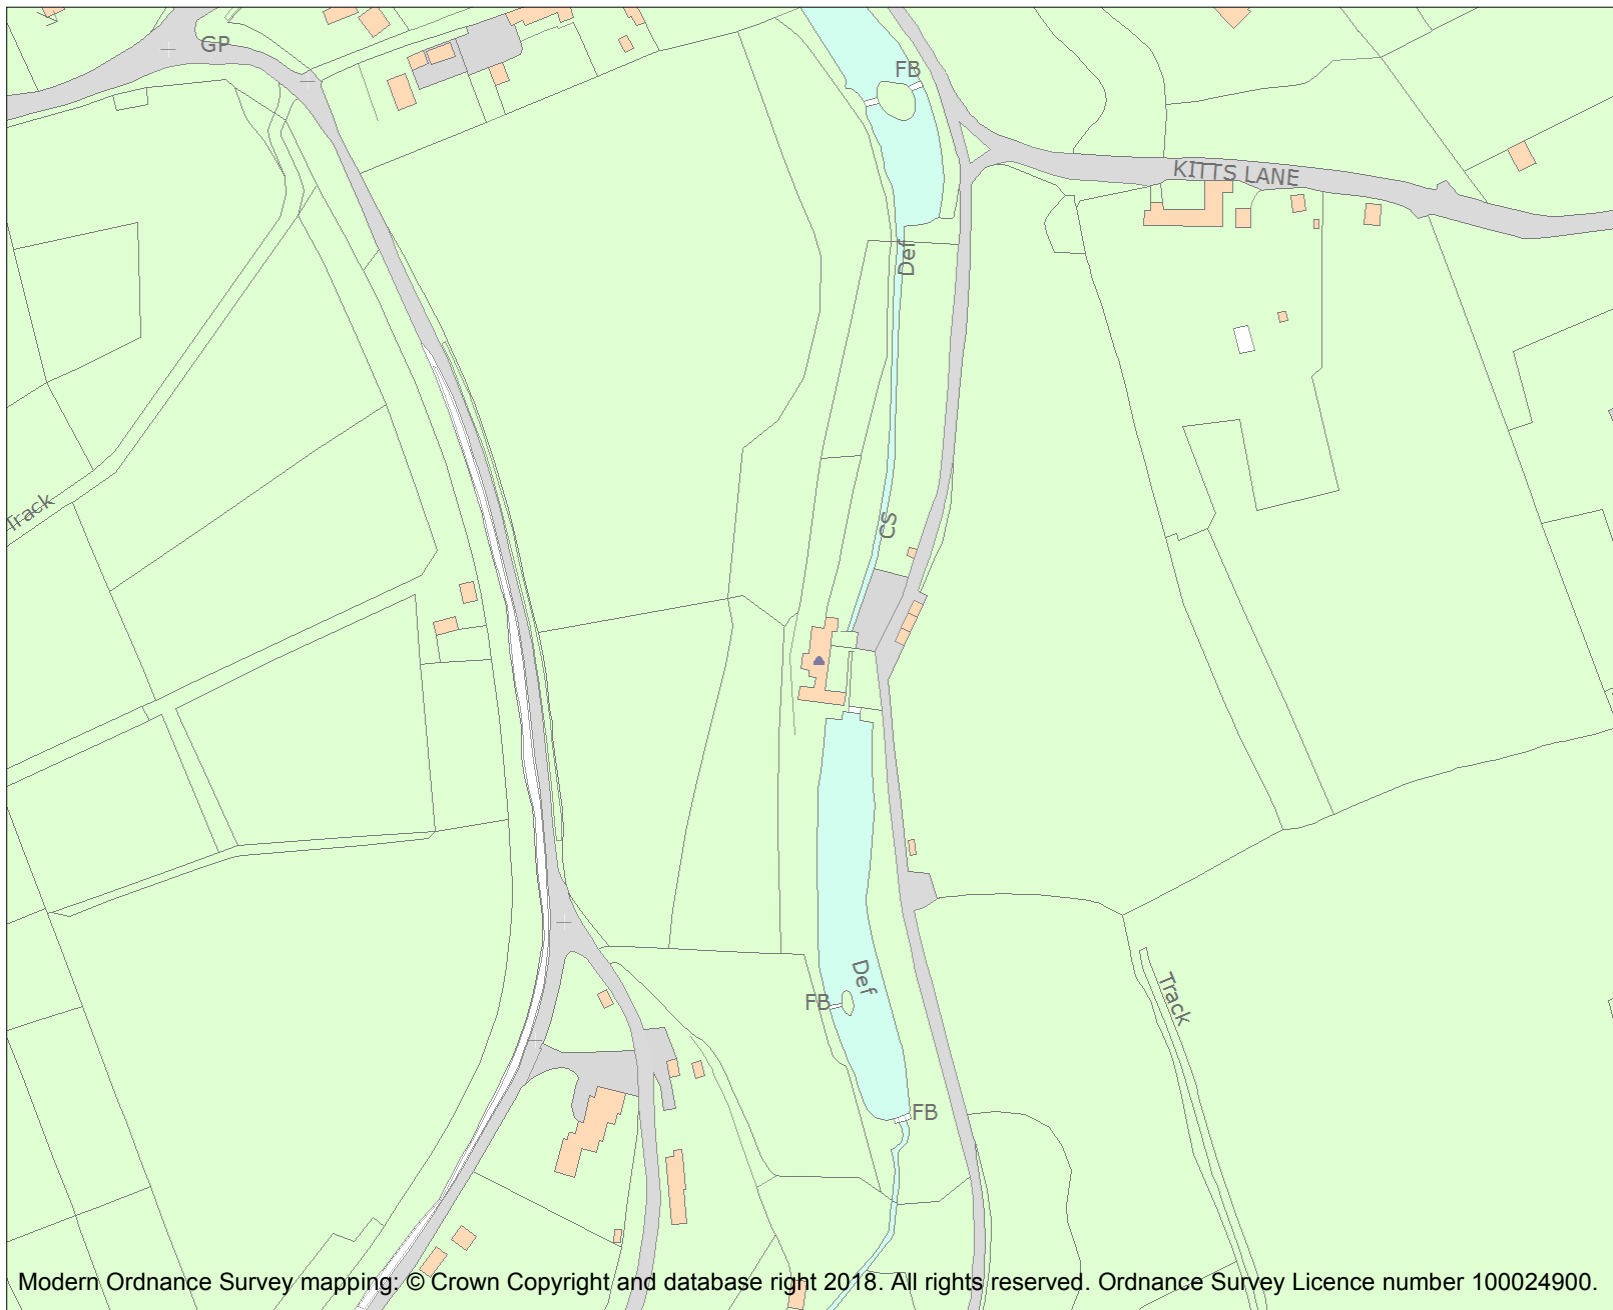 GP
FB
KITTS LANE
Def
Track
CS
Def
FB
Track
FB
Modern Ordnance Survey mapping: © Crown Copyright and database right 2018. All rights reserved. Ordnance Survey Licence number 100024900.